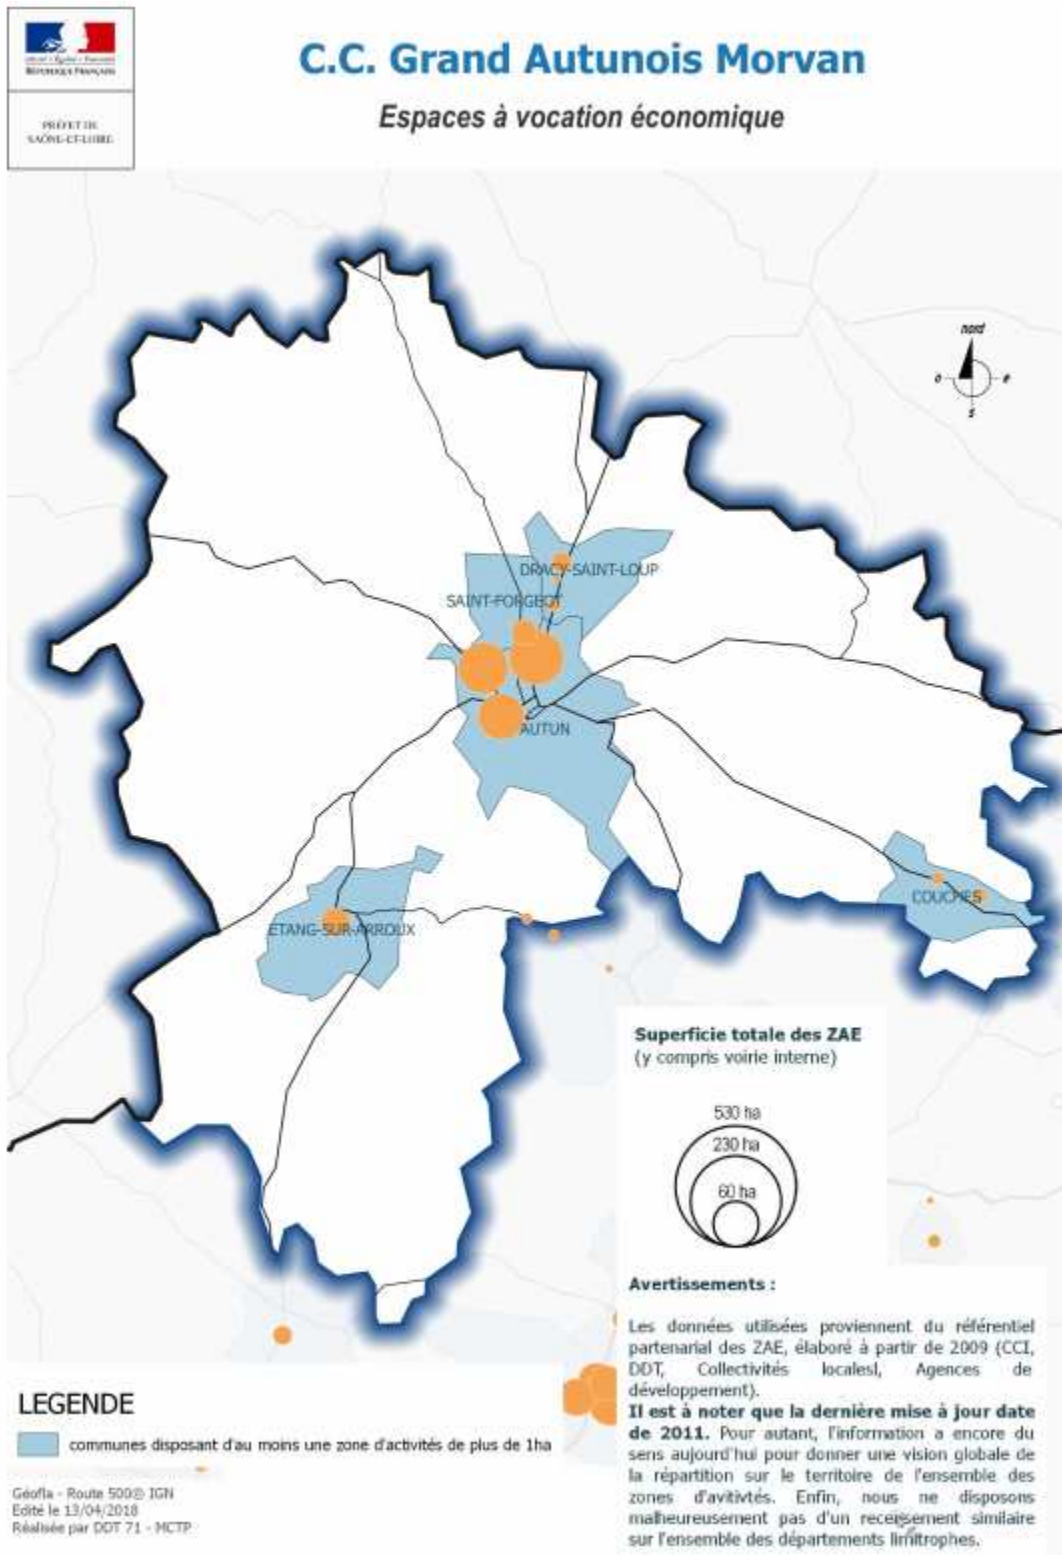 C.C. Grand Autunois Morvan
Espaces à vocation économique
RÉPUBLIQUE FRANÇAISE
PRÉFET DE
SAÔNE-ET-LOIRE
nord
o
e
s
DRACY-SAINT-LOUP
SAINT-FORGEOT
AUTUN
COUCHES
ETANG-SUR-ARROUX
Superficie totale des ZAE
(y compris voirie interne)
530 ha
230 ha
60 ha
Avertissements :
Les données utilisées proviennent du référentiel
partenarial des ZAE, élaboré à partir de 2009 (CCI,
DDT, Collectivités localesl, Agences de
développement).
Il est à noter que la dernière mise à jour date
de 2011. Pour autant, l'information a encore du
sens aujourd'hui pour donner une vision globale de
la répartition sur le territoire de l'ensemble des
zones d'avitivtés. Enfin, nous ne disposons
malheureusement pas d'un recensement similaire
sur l'ensemble des départements limitrophes.
LEGENDE
communes disposant d'au moins une zone d'activités de plus de 1ha
Géofla - Route 500® IGN
Edité le 13/04/2018
Réalisée par DDT 71 - MCTP